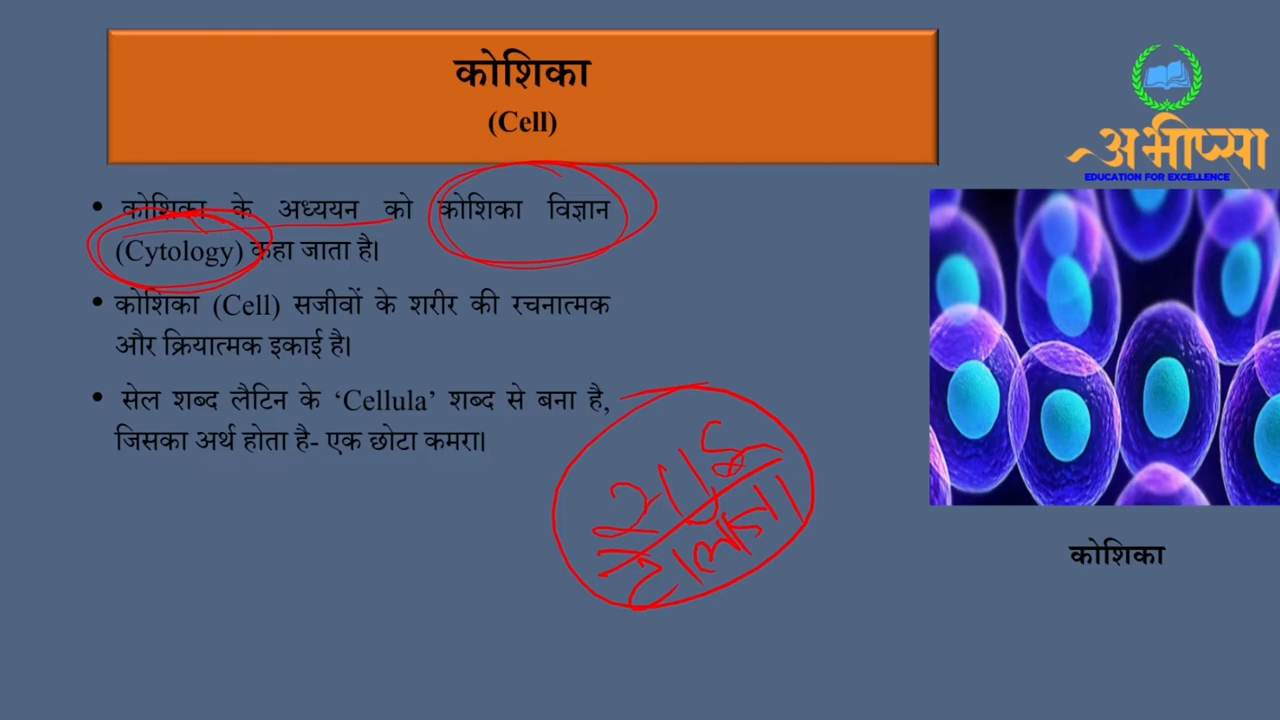 कोशिका
(Cell)
अभीप्सा
EDUCATION FOR EXCELLENCE
• कोशिका के अध्ययन को कोशिका विज्ञान
(Cytology) कहा जाता है।
• कोशिका (Cell) सजीवों के शरीर की रचनात्मक
और क्रियात्मक इकाई है।
• सेल शब्द लैटिन के ‘Cellula’ शब्द से बना है,
जिसका अर्थ होता है- एक छोटा कमरा।
कोशिका